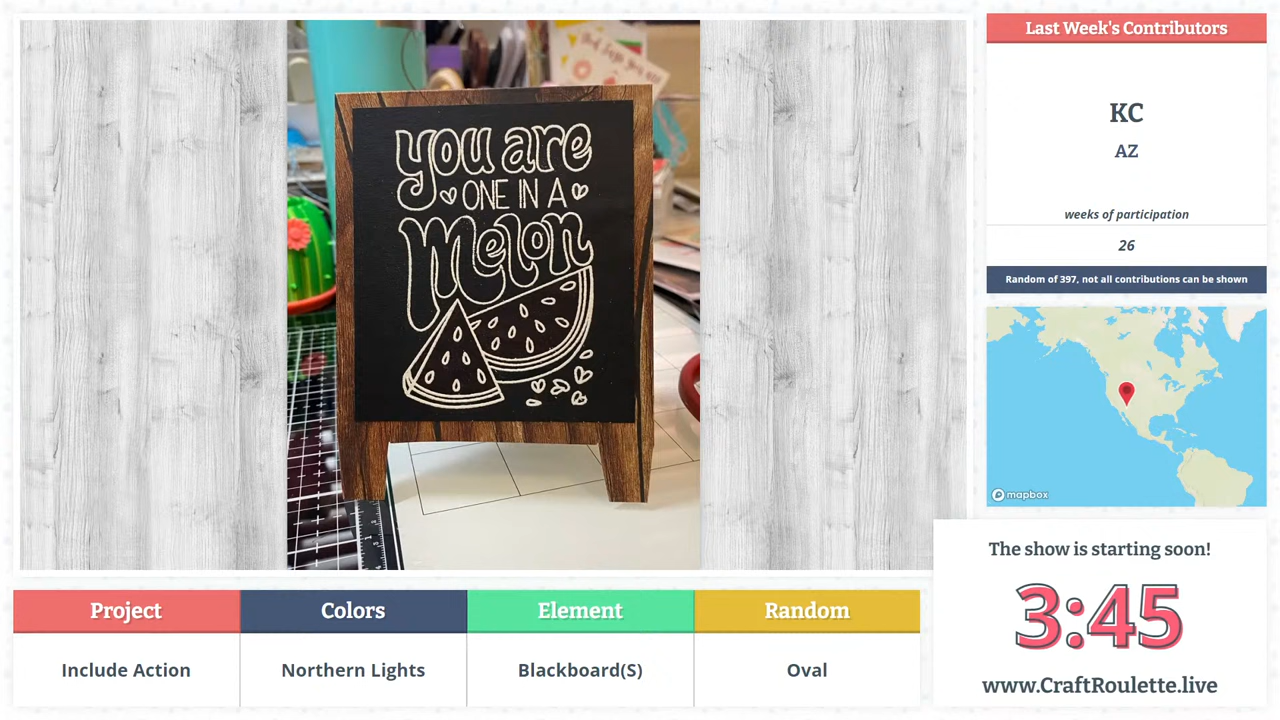 you are
ONE IN A
Melon
Last Week's Contributors
KC
AZ
weeks of participation
26
Random of 397, not all contributions can be shown
mapbox
The show is starting soon!
3:45
www.CraftRoulette.live
Project
Colors
Element
Random
Include Action
Northern Lights
Blackboard(S)
Oval